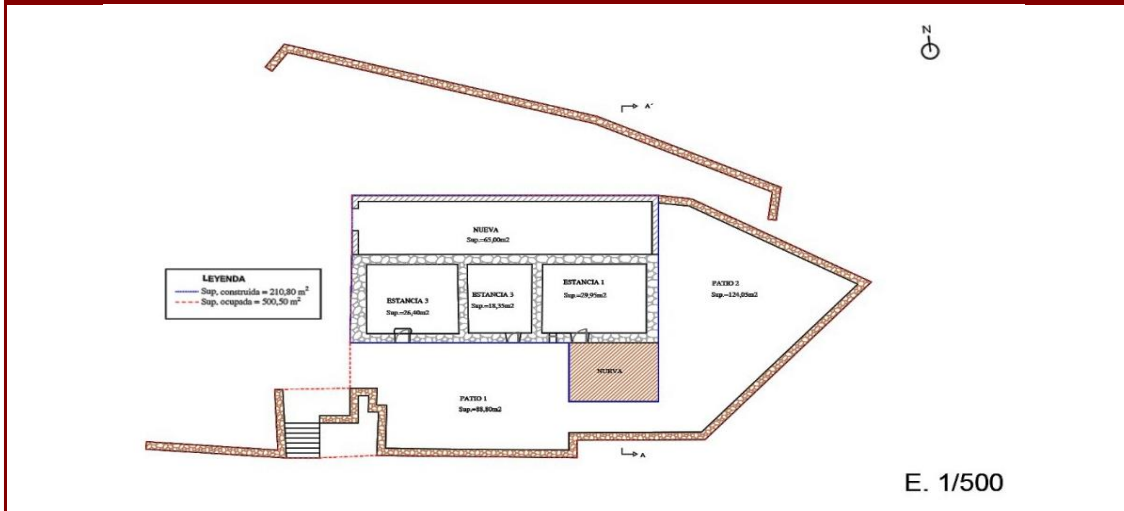 N
A'
NUEVA
Sup.=65,00m2
LEYENDA
Sup. construida = 210,80 m²
Sup. ocupada = 500,50 m²
ESTANCIA 3
Sup.=26,40m2
ESTANCIA 3
Sup.=18,35m2
ESTANCIA 1
Sup.=29,95m2
PATIO 2
Sup.=124,05m2
NUEVA
PATIO 1
Sup.=88,80m2
A
E. 1/500